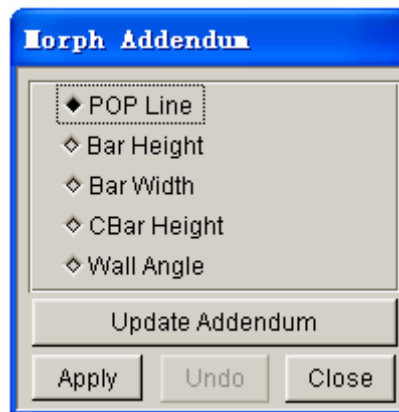 Morph Addendum
POP Line
Bar Height
Bar Width
CBar Height
Wall Angle
Update Addendum
Apply Undo Close